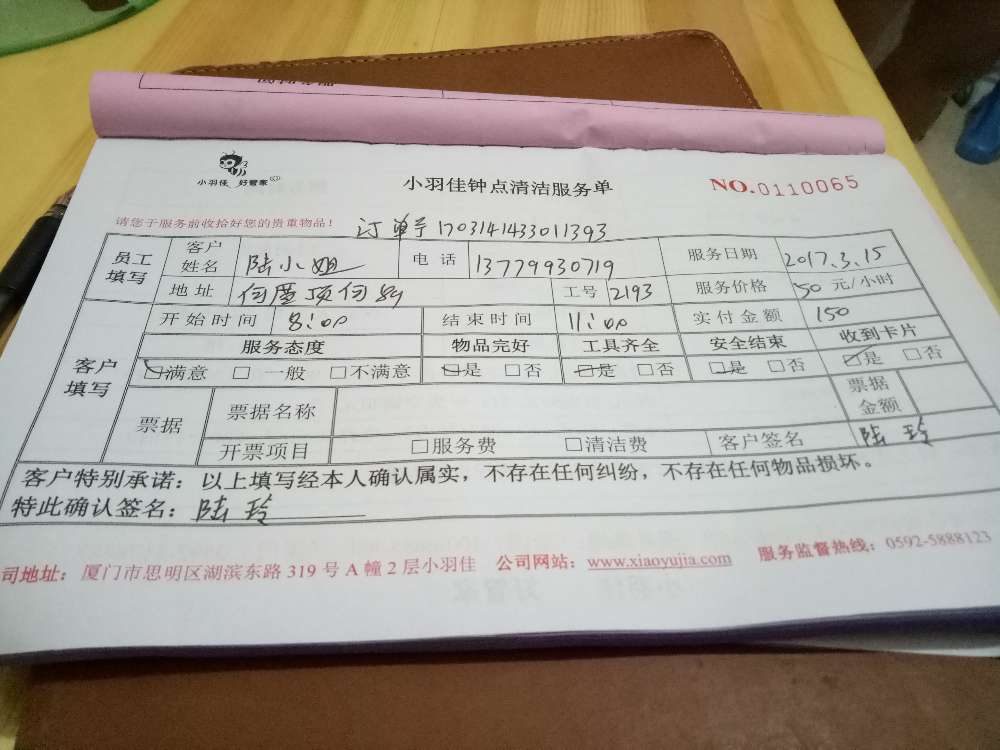 小羽佳 好管家
小羽佳钟点清洁服务单
NO.0110065
请您于服务前收拾好您的贵重物品!
订单号 1703141433011393
员工填写 客户姓名 陆小姐 电话 13779930719 服务日期 2017.3.15
地址 工号 2193 服务价格 50 元/小时
客户填写 开始时间 8:00 结束时间 11:00 实付金额 150
服务态度 物品完好 工具齐全 安全结束 收到卡片
☑满意 □一般 □不满意 ☑是 □否 ☑是 □否 ☑是 □否 ☑是 □否
票据 票据名称 票据金额
开票项目 □服务费 □清洁费 客户签名 陆玲
客户特别承诺：以上填写经本人确认属实，不存在任何纠纷，不存在任何物品损坏。
特此确认签名：陆玲
司地址：厦门市思明区湖滨东路319号A幢2层小羽佳 公司网站：www.xiaoyujia.com 服务监督热线：0592-5888123